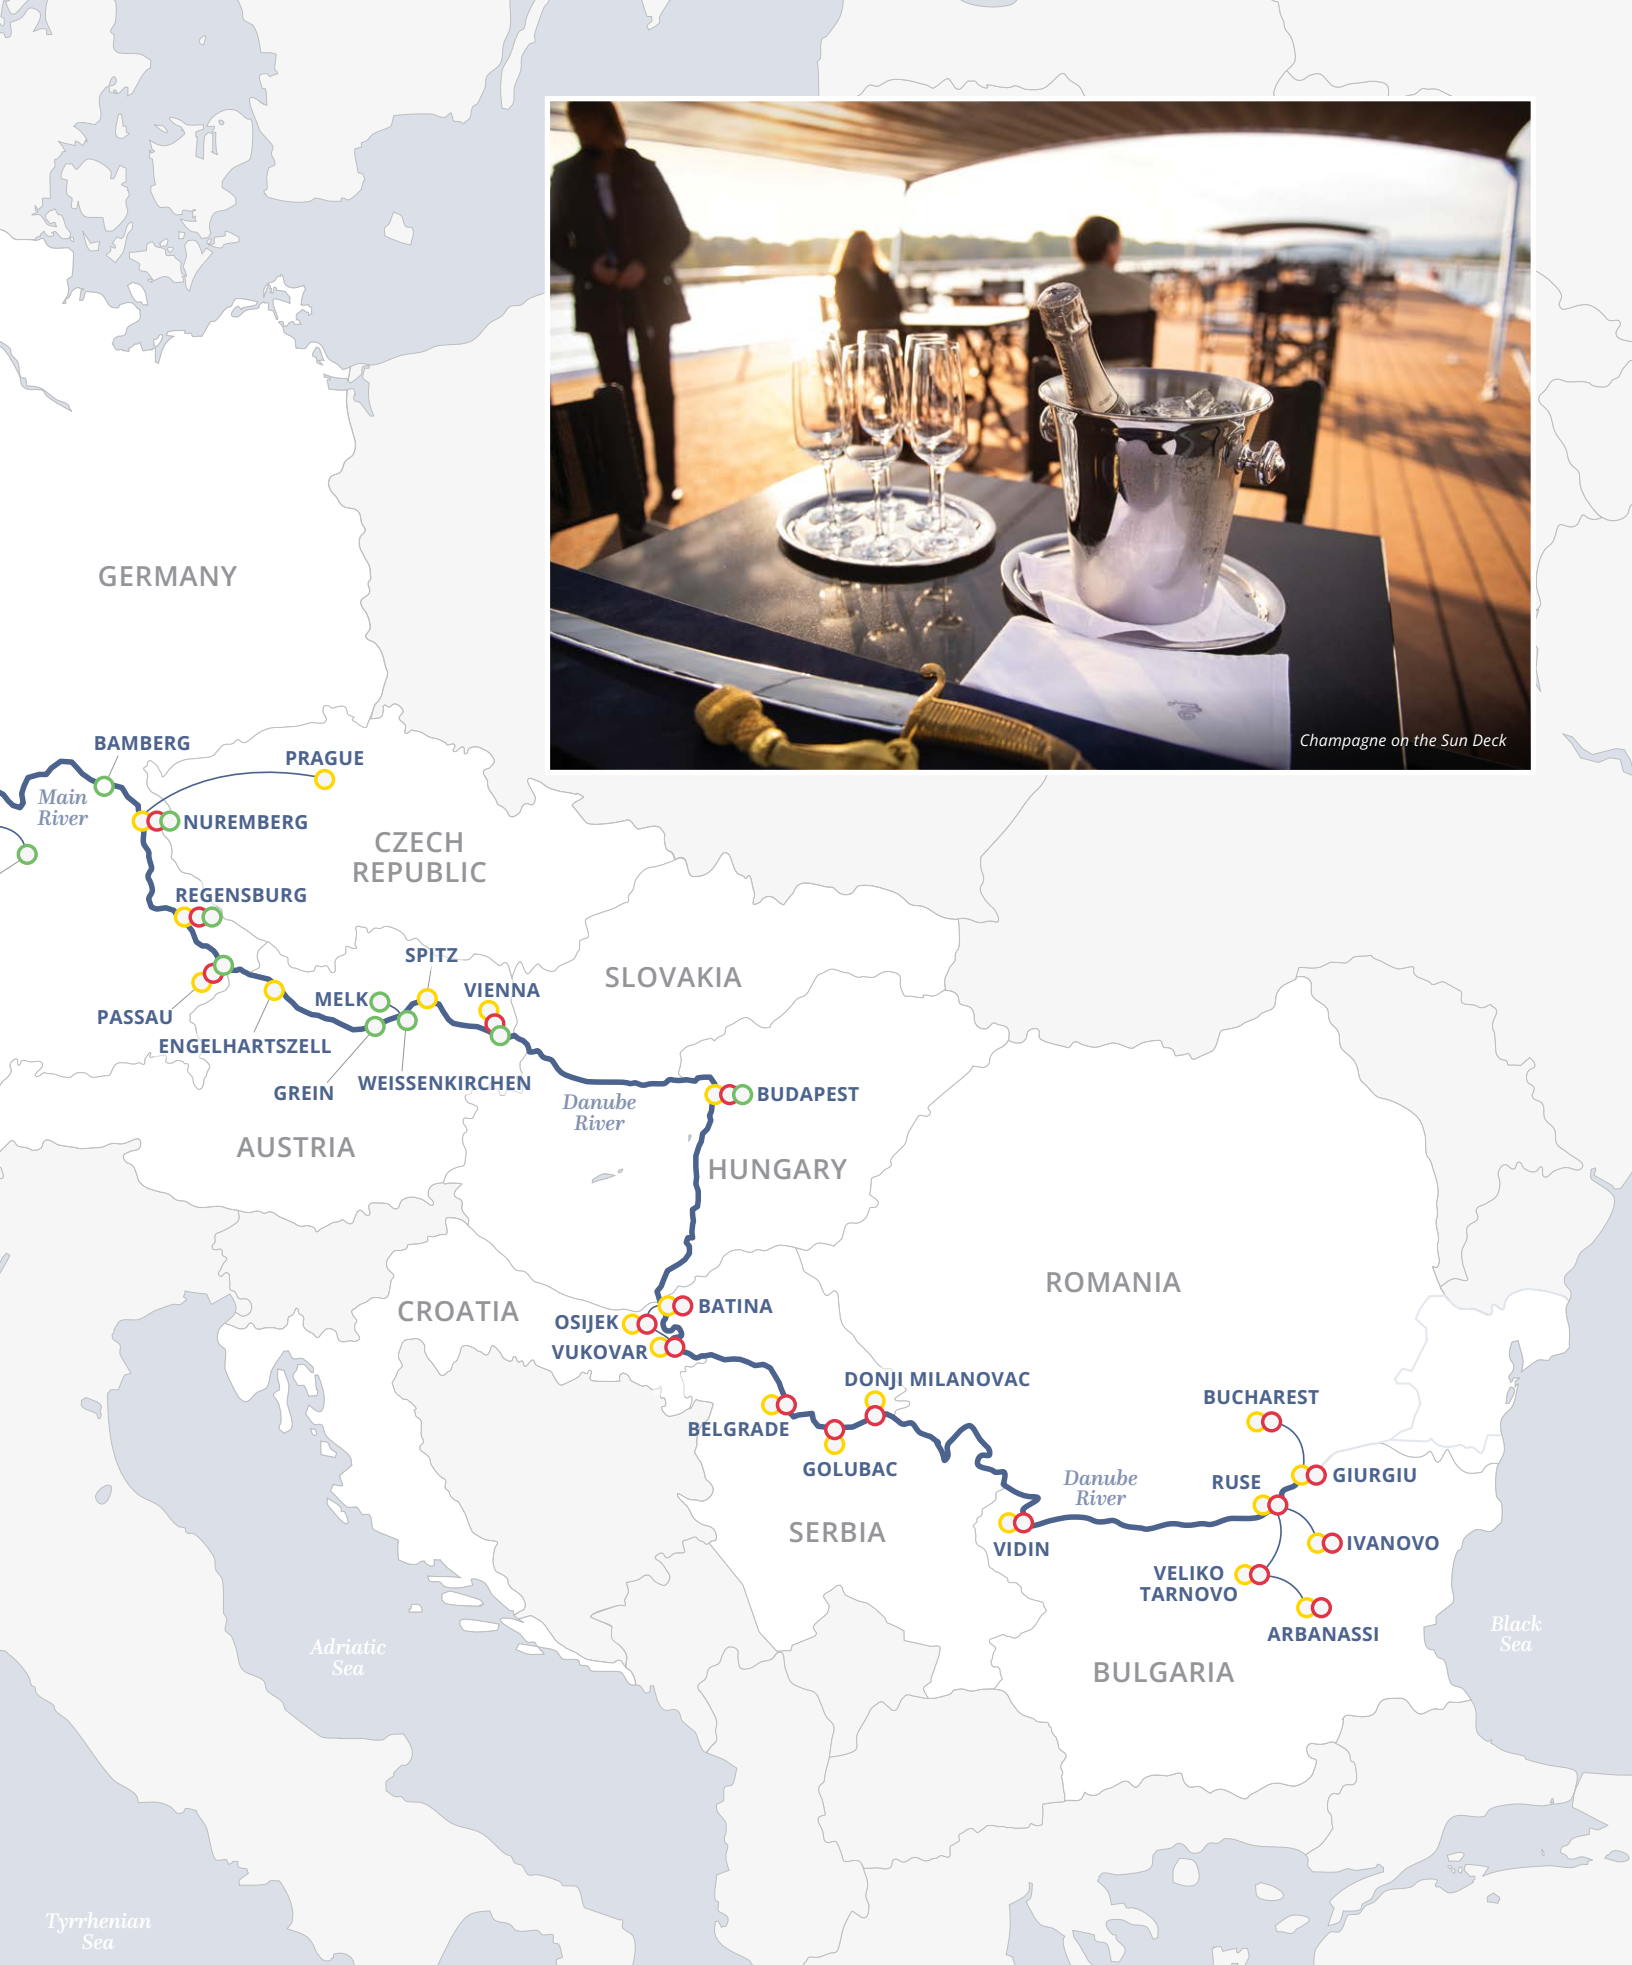 Champagne on the Sun Deck
GERMANY
BAMBERG
PRAGUE
Main
River
NUREMBERG
CZECH
REPUBLIC
REGENSBURG
SPITZ
SLOVAKIA
VIENNA
MELK
PASSAU
ENGELHARTSZELL
WEISSENKIRCHEN
GREIN
Danube
River
BUDAPEST
AUSTRIA
HUNGARY
ROMANIA
CROATIA
BATINA
OSIJEK
VUKOVAR
DONJI MILANOVAC
BUCHAREST
BELGRADE
GOLUBAC
Danube
River
RUSE
GIURGIU
SERBIA
VIDIN
IVANOVO
VELIKO
TARNOVO
ARBANASSI
Black
Sea
Adriatic
Sea
BULGARIA
Tyrrhenian
Sea